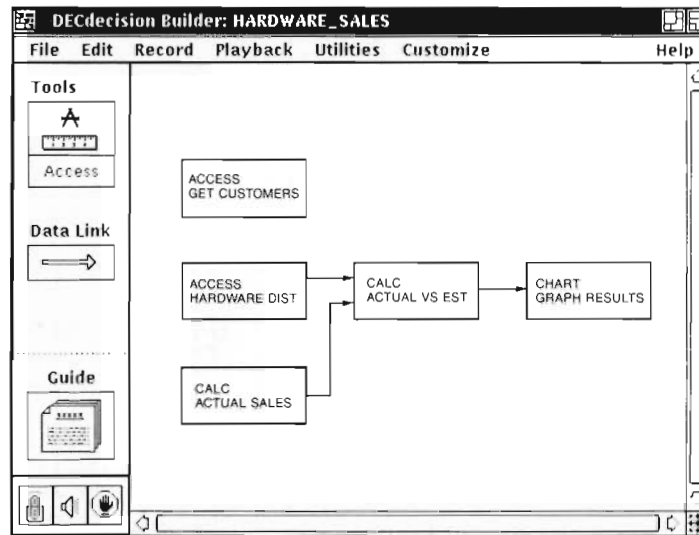 DECdecision Builder: HARDWARE_SALES
File Edit Record Playback Utilities Customize Help
Tools
Access
Data Link
Guide
ACCESS
GET CUSTOMERS
ACCESS
HARDWARE DIST
CALC
ACTUAL VS EST
CHART
GRAPH RESULTS
CALC
ACTUAL SALES